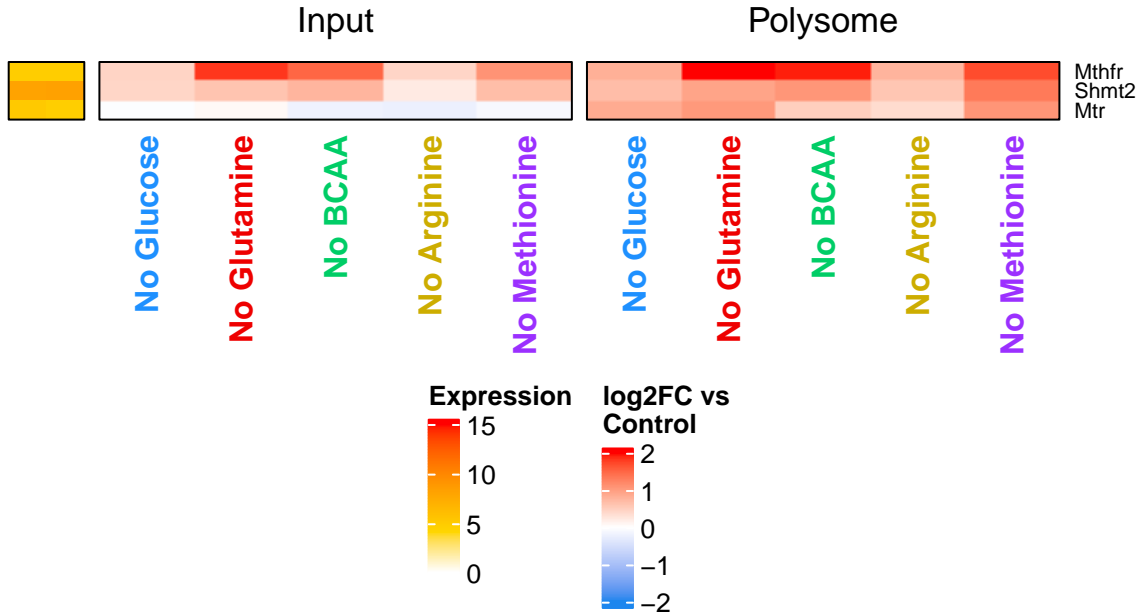 Input
Polysome
Mthfr
Shmt2
Mtr
No Glucose
No Glutamine
No BCAA
No Arginine
No Methionine
No Glucose
No Glutamine
No BCAA
No Arginine
No Methionine
Expression
15
10
5
0
log2FC vs
Control
2
1
0
−1
−2